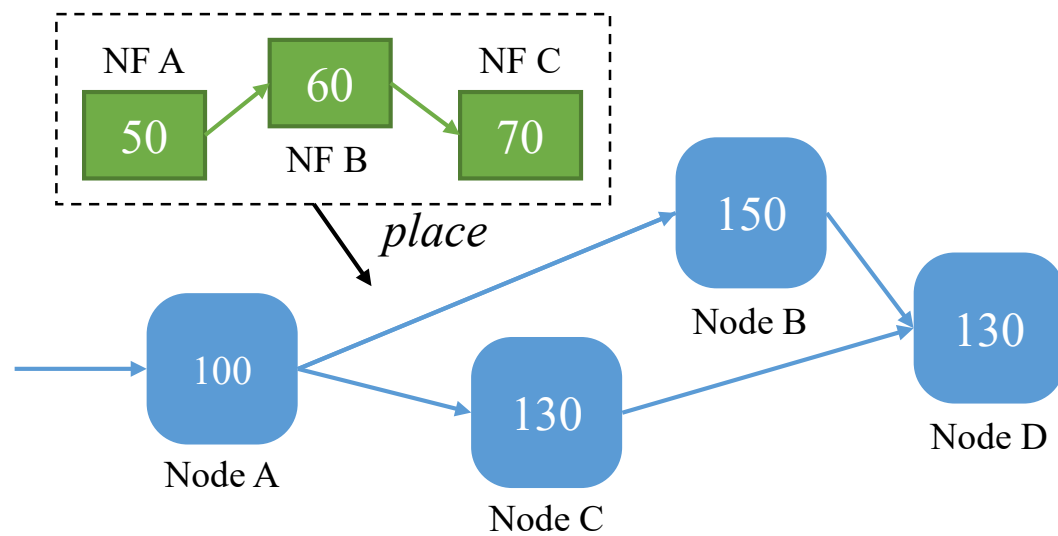 NF A
50
60
NF B
NF C
70
place
100
Node A
150
Node B
130
Node C
130
Node D